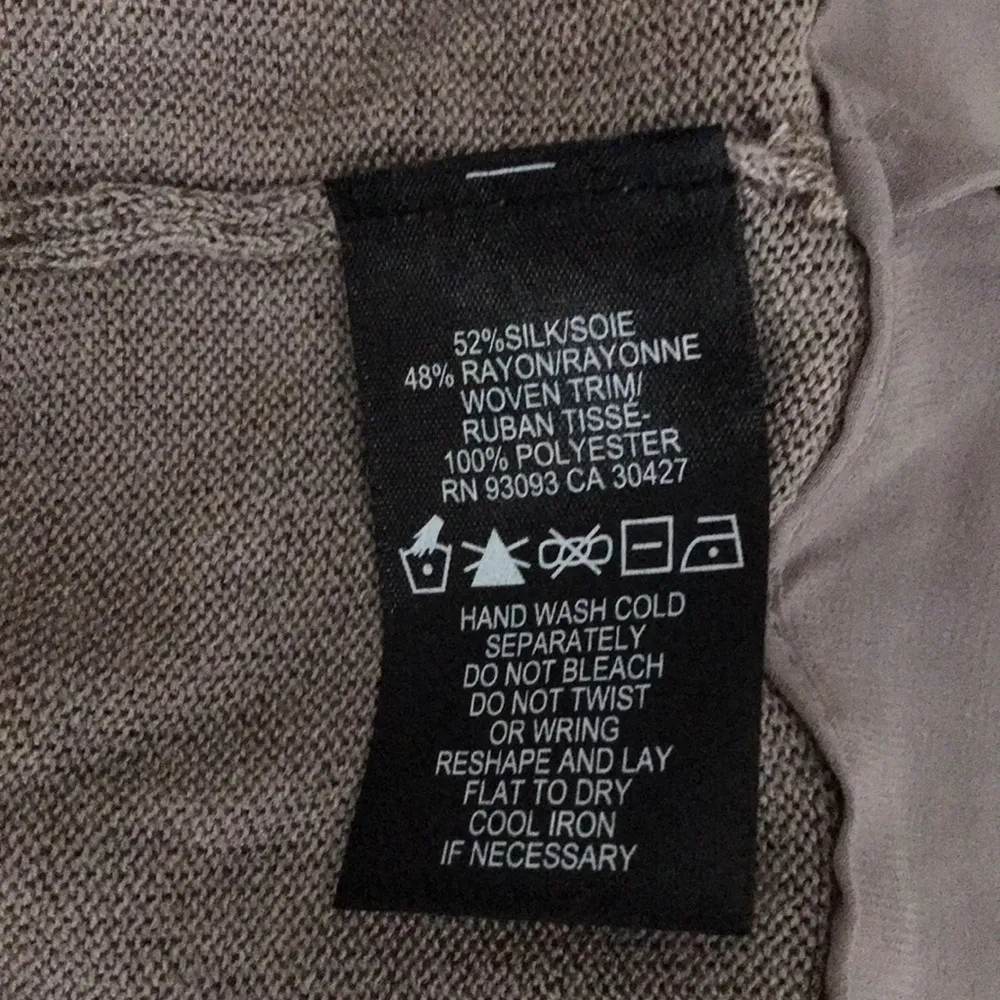 52%SILK/SOIE
48% RAYON/RAYONNE
WOVEN TRIM/
RUBAN TISSÉ-
100% POLYESTER
RN 93093 CA 30427
HAND WASH COLD
SEPARATELY
DO NOT BLEACH
DO NOT TWIST
OR WRING
RESHAPE AND LAY
FLAT TO DRY
COOL IRON
IF NECESSARY